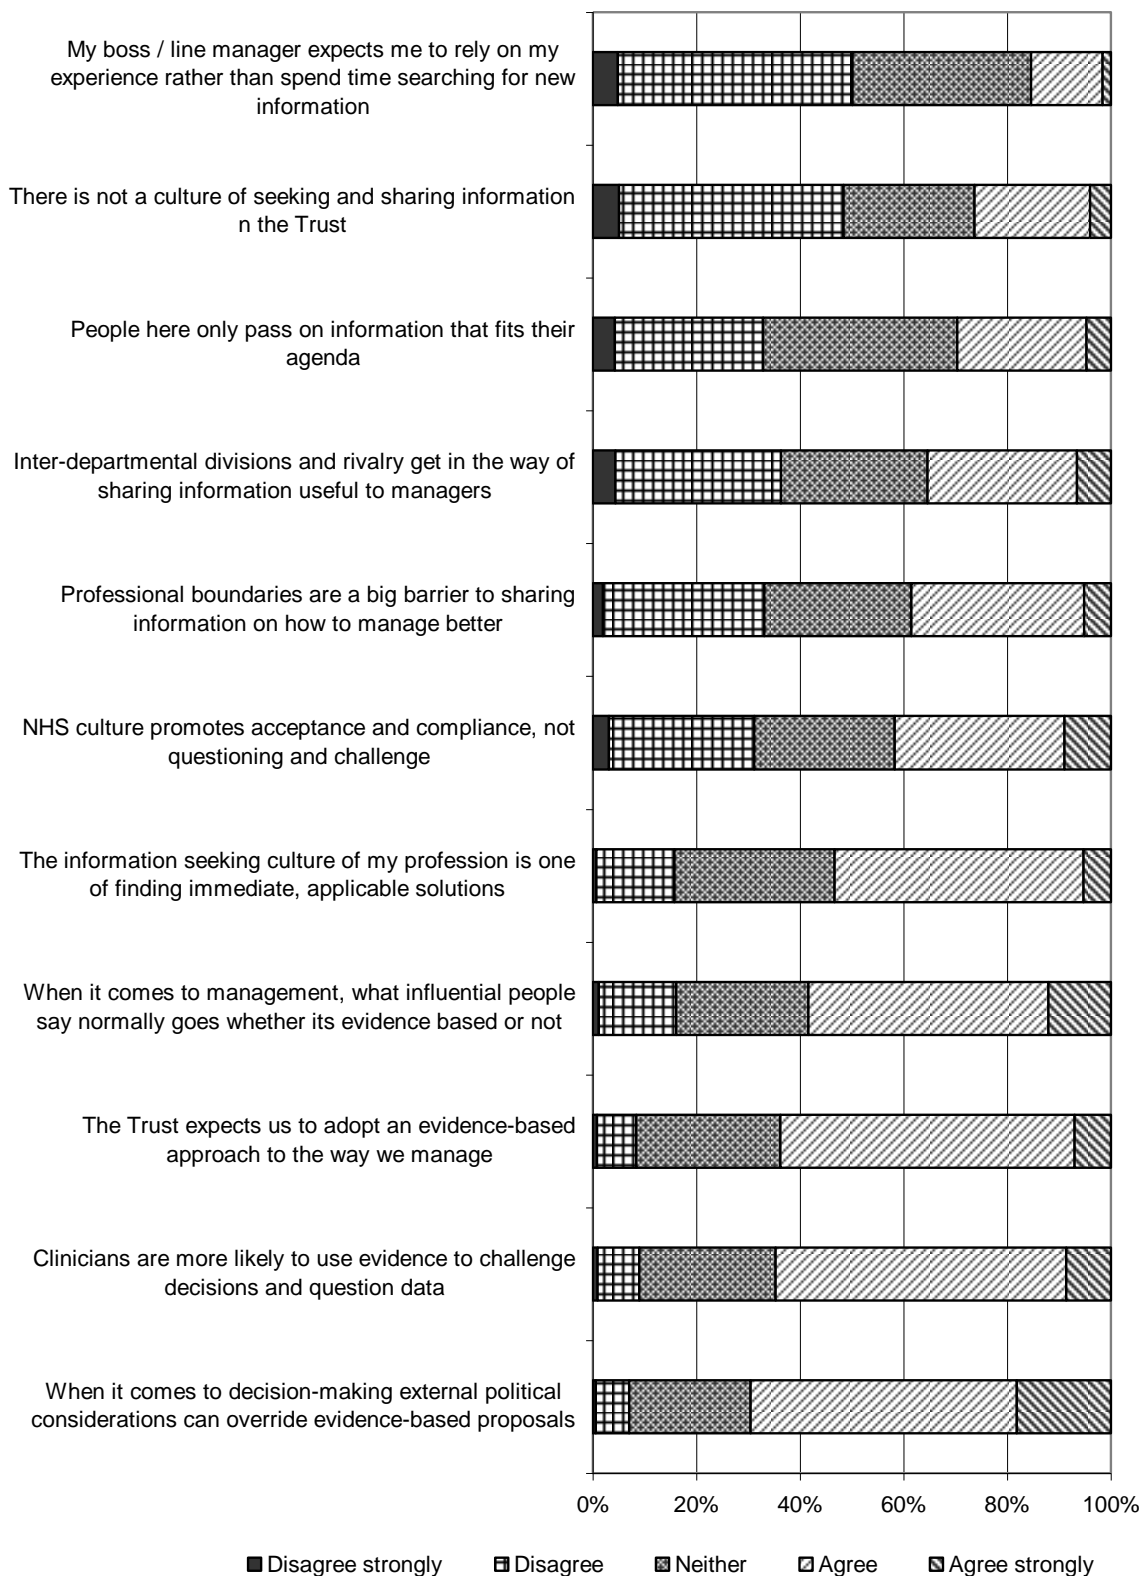 My boss / line manager expects me to rely on my
experience rather than spend time searching for new
information
There is not a culture of seeking and sharing information
n the Trust
People here only pass on information that fits their
agenda
Inter-departmental divisions and rivalry get in the way of
sharing information useful to managers
Professional boundaries are a big barrier to sharing
information on how to manage better
NHS culture promotes acceptance and compliance, not
questioning and challenge
The information seeking culture of my profession is one
of finding immediate, applicable solutions
When it comes to management, what influential people
say normally goes whether its evidence based or not
The Trust expects us to adopt an evidence-based
approach to the way we manage
Clinicians are more likely to use evidence to challenge
decisions and question data
When it comes to decision-making external political
considerations can override evidence-based proposals
0% 20% 40% 60% 80% 100%
Disagree strongly Disagree Neither Agree Agree strongly